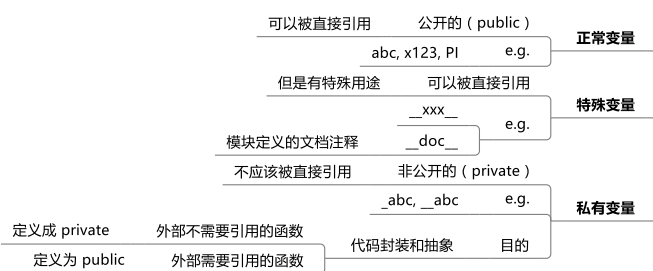 可以被直接引用 公开的（public） 正常变量
abc, x123, PI e.g.
但是有特殊用途 可以被直接引用 特殊变量
__xxx__ e.g.
模块定义的文档注释 __doc__
不应该被直接引用 非公开的（private） 私有变量
_abc, __abc e.g.
定义成 private 外部不需要引用的函数 代码封装和抽象 目的
定义为 public 外部需要引用的函数